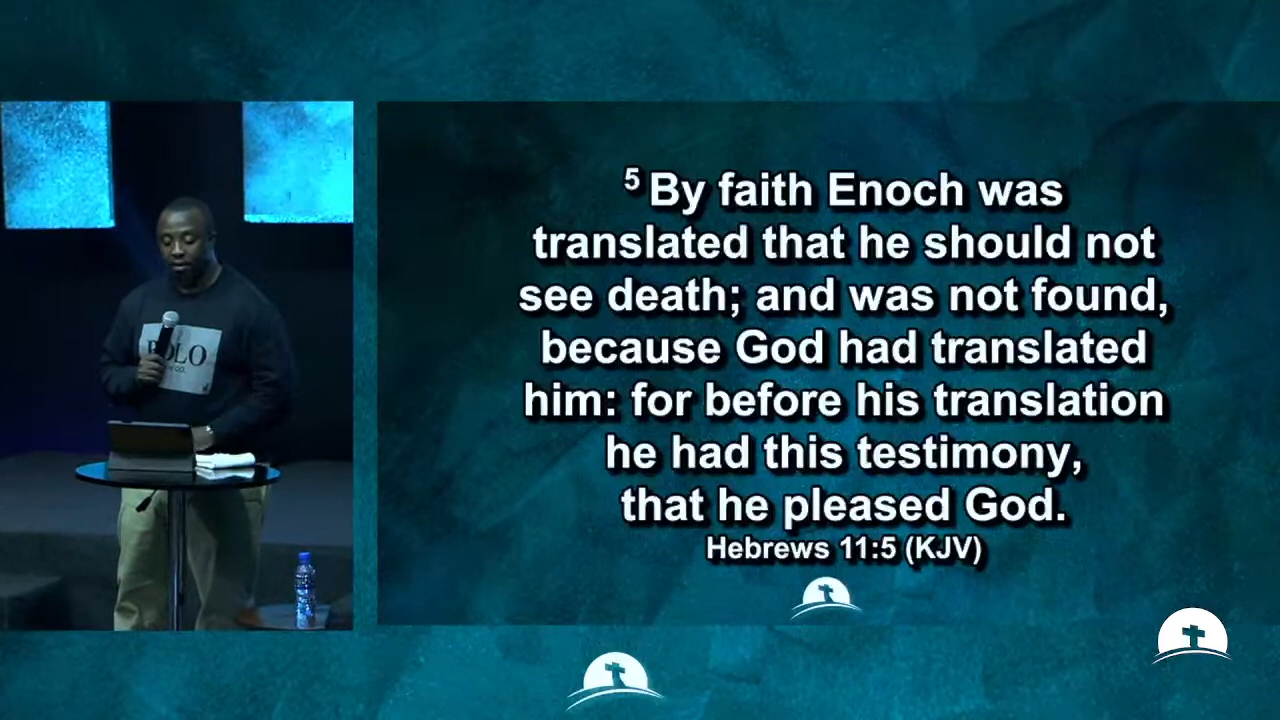 POLO
⁵ By faith Enoch was
translated that he should not
see death; and was not found,
because God had translated
him: for before his translation
he had this testimony,
that he pleased God.
Hebrews 11:5 (KJV)